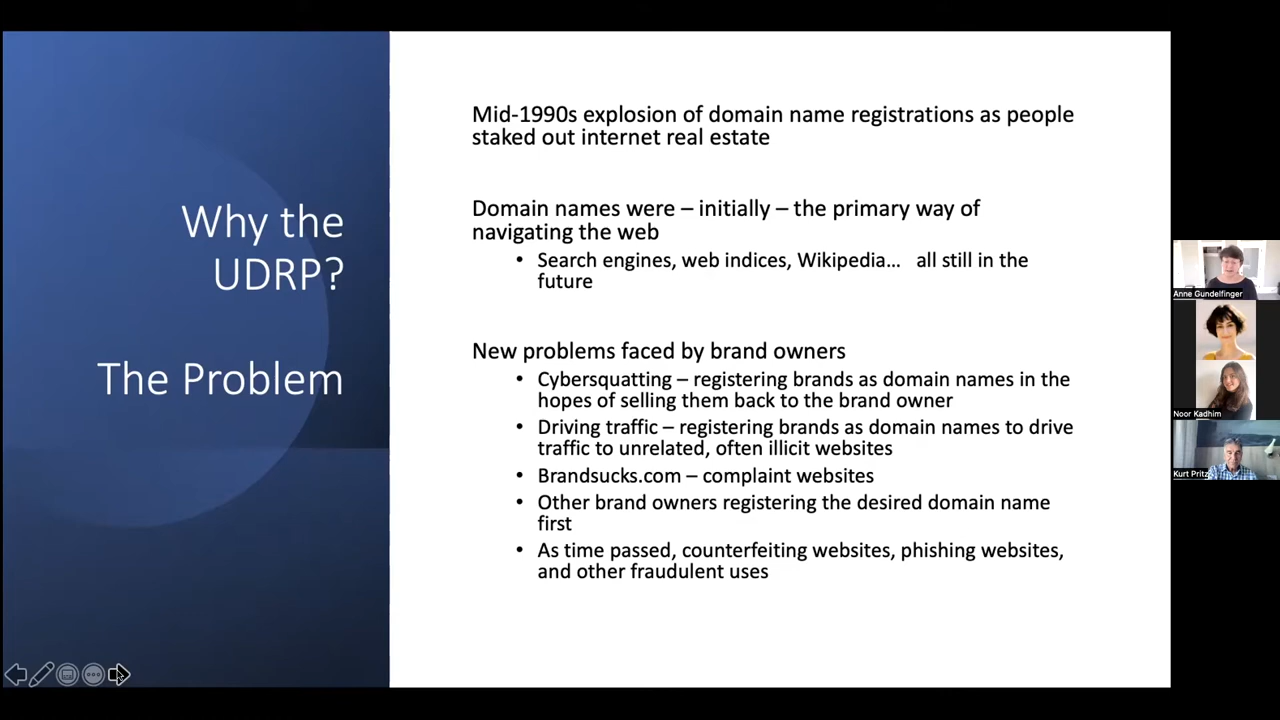 Why the
UDRP?
The Problem
Mid-1990s explosion of domain name registrations as people
staked out internet real estate
Domain names were – initially – the primary way of
navigating the web
• Search engines, web indices, Wikipedia… all still in the
future
New problems faced by brand owners
• Cybersquatting – registering brands as domain names in the
hopes of selling them back to the brand owner
• Driving traffic – registering brands as domain names to drive
traffic to unrelated, often illicit websites
• Brandsucks.com – complaint websites
• Other brand owners registering the desired domain name
first
• As time passed, counterfeiting websites, phishing websites,
and other fraudulent uses
Anne Gundelfinger
Noor Kadhim
Kurt Pritz